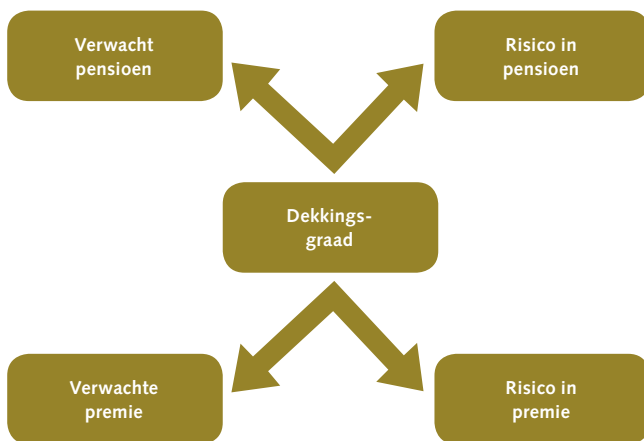 Verwacht
pensioen
Risico in
pensioen
Dekkings-
graad
Verwachte
premie
Risico in
premie